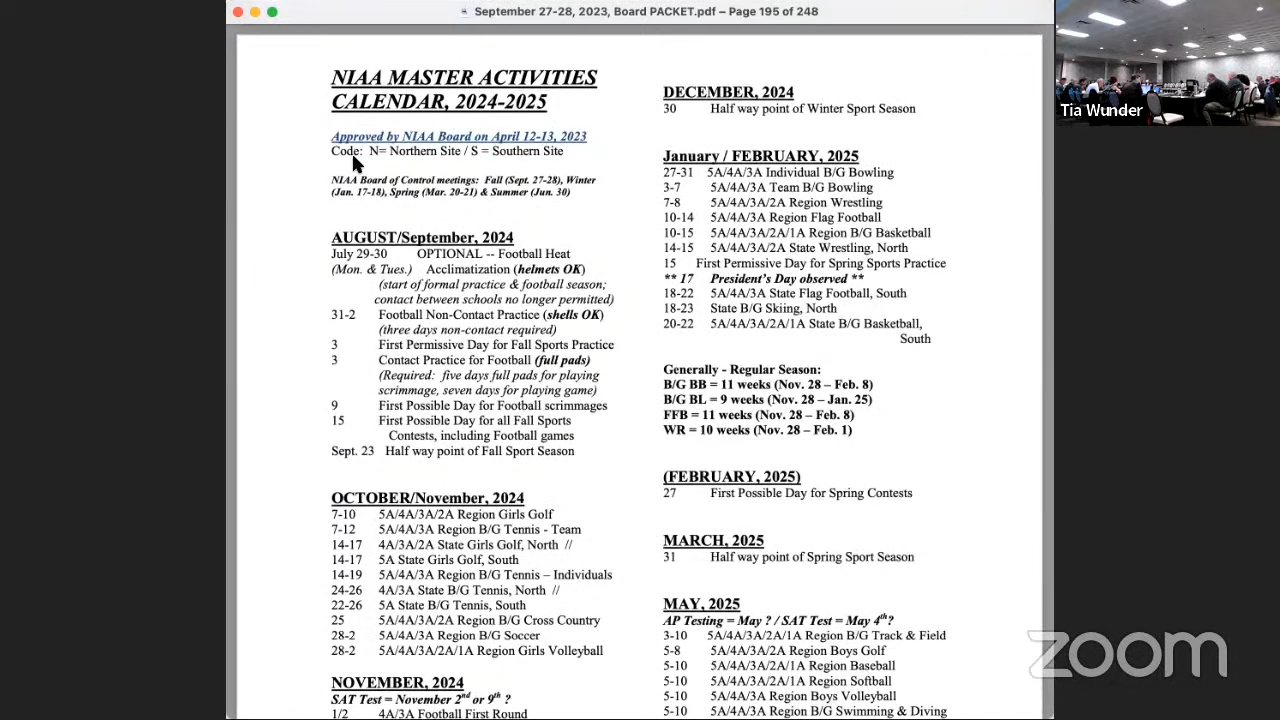 September 27-28, 2023, Board PACKET.pdf – Page 195 of 248
NIAA MASTER ACTIVITIES
CALENDAR, 2024-2025
Approved by NIAA Board on April 12-13, 2023
Code: N= Northern Site / S = Southern Site
NIAA Board of Control meetings: Fall (Sept. 27-28), Winter
(Jan. 17-18), Spring (Mar. 20-21) & Summer (Jun. 30)
AUGUST/September, 2024
July 29-30 OPTIONAL -- Football Heat
(Mon. & Tues.) Acclimatization (helmets OK)
(start of formal practice & football season;
contact between schools no longer permitted)
31-2 Football Non-Contact Practice (shells OK)
(three days non-contact required)
3 First Permissive Day for Fall Sports Practice
3 Contact Practice for Football (full pads)
(Required: five days full pads for playing
scrimmage, seven days for playing game)
9 First Possible Day for Football scrimmages
15 First Possible Day for all Fall Sports
Contests, including Football games
Sept. 23 Half way point of Fall Sport Season
OCTOBER/November, 2024
7-10 5A/4A/3A/2A Region Girls Golf
7-12 5A/4A/3A Region B/G Tennis - Team
14-17 4A/3A/2A State Girls Golf, North //
14-17 5A State Girls Golf, South
14-19 5A/4A/3A Region B/G Tennis – Individuals
24-26 4A/3A State B/G Tennis, North //
22-26 5A State B/G Tennis, South
25 5A/4A/3A/2A Region B/G Cross Country
28-2 5A/4A/3A Region B/G Soccer
28-2 5A/4A/3A/2A/1A Region Girls Volleyball
NOVEMBER, 2024
SAT Test = November 2nd or 9th ?
1/2 4A/3A Football First Round
DECEMBER, 2024
30 Half way point of Winter Sport Season
January / FEBRUARY, 2025
27-31 5A/4A/3A Individual B/G Bowling
3-7 5A/4A/3A Team B/G Bowling
7-8 5A/4A/3A/2A Region Wrestling
10-14 5A/4A/3A Region Flag Football
10-15 5A/4A/3A/2A/1A Region B/G Basketball
14-15 5A/4A/3A/2A State Wrestling, North
15 First Permissive Day for Spring Sports Practice
** 17 President's Day observed **
18-22 5A/4A/3A State Flag Football, South
18-23 State B/G Skiing, North
20-22 5A/4A/3A/2A/1A State B/G Basketball,
South
Generally - Regular Season:
B/G BB = 11 weeks (Nov. 28 – Feb. 8)
B/G BL = 9 weeks (Nov. 28 – Jan. 25)
FFB = 11 weeks (Nov. 28 – Feb. 8)
WR = 10 weeks (Nov. 28 – Feb. 1)
(FEBRUARY, 2025)
27 First Possible Day for Spring Contests
MARCH, 2025
31 Half way point of Spring Sport Season
MAY, 2025
AP Testing = May ? / SAT Test = May 4th?
3-10 5A/4A/3A/2A/1A Region B/G Track & Field
5-8 5A/4A/3A/2A Region Boys Golf
5-10 5A/4A/3A/2A/1A Region Baseball
5-10 5A/4A/3A/2A/1A Region Softball
5-10 5A/4A/3A Region Boys Volleyball
5-10 5A/4A/3A Region B/G Swimming & Diving
Tia Wunder
zoom